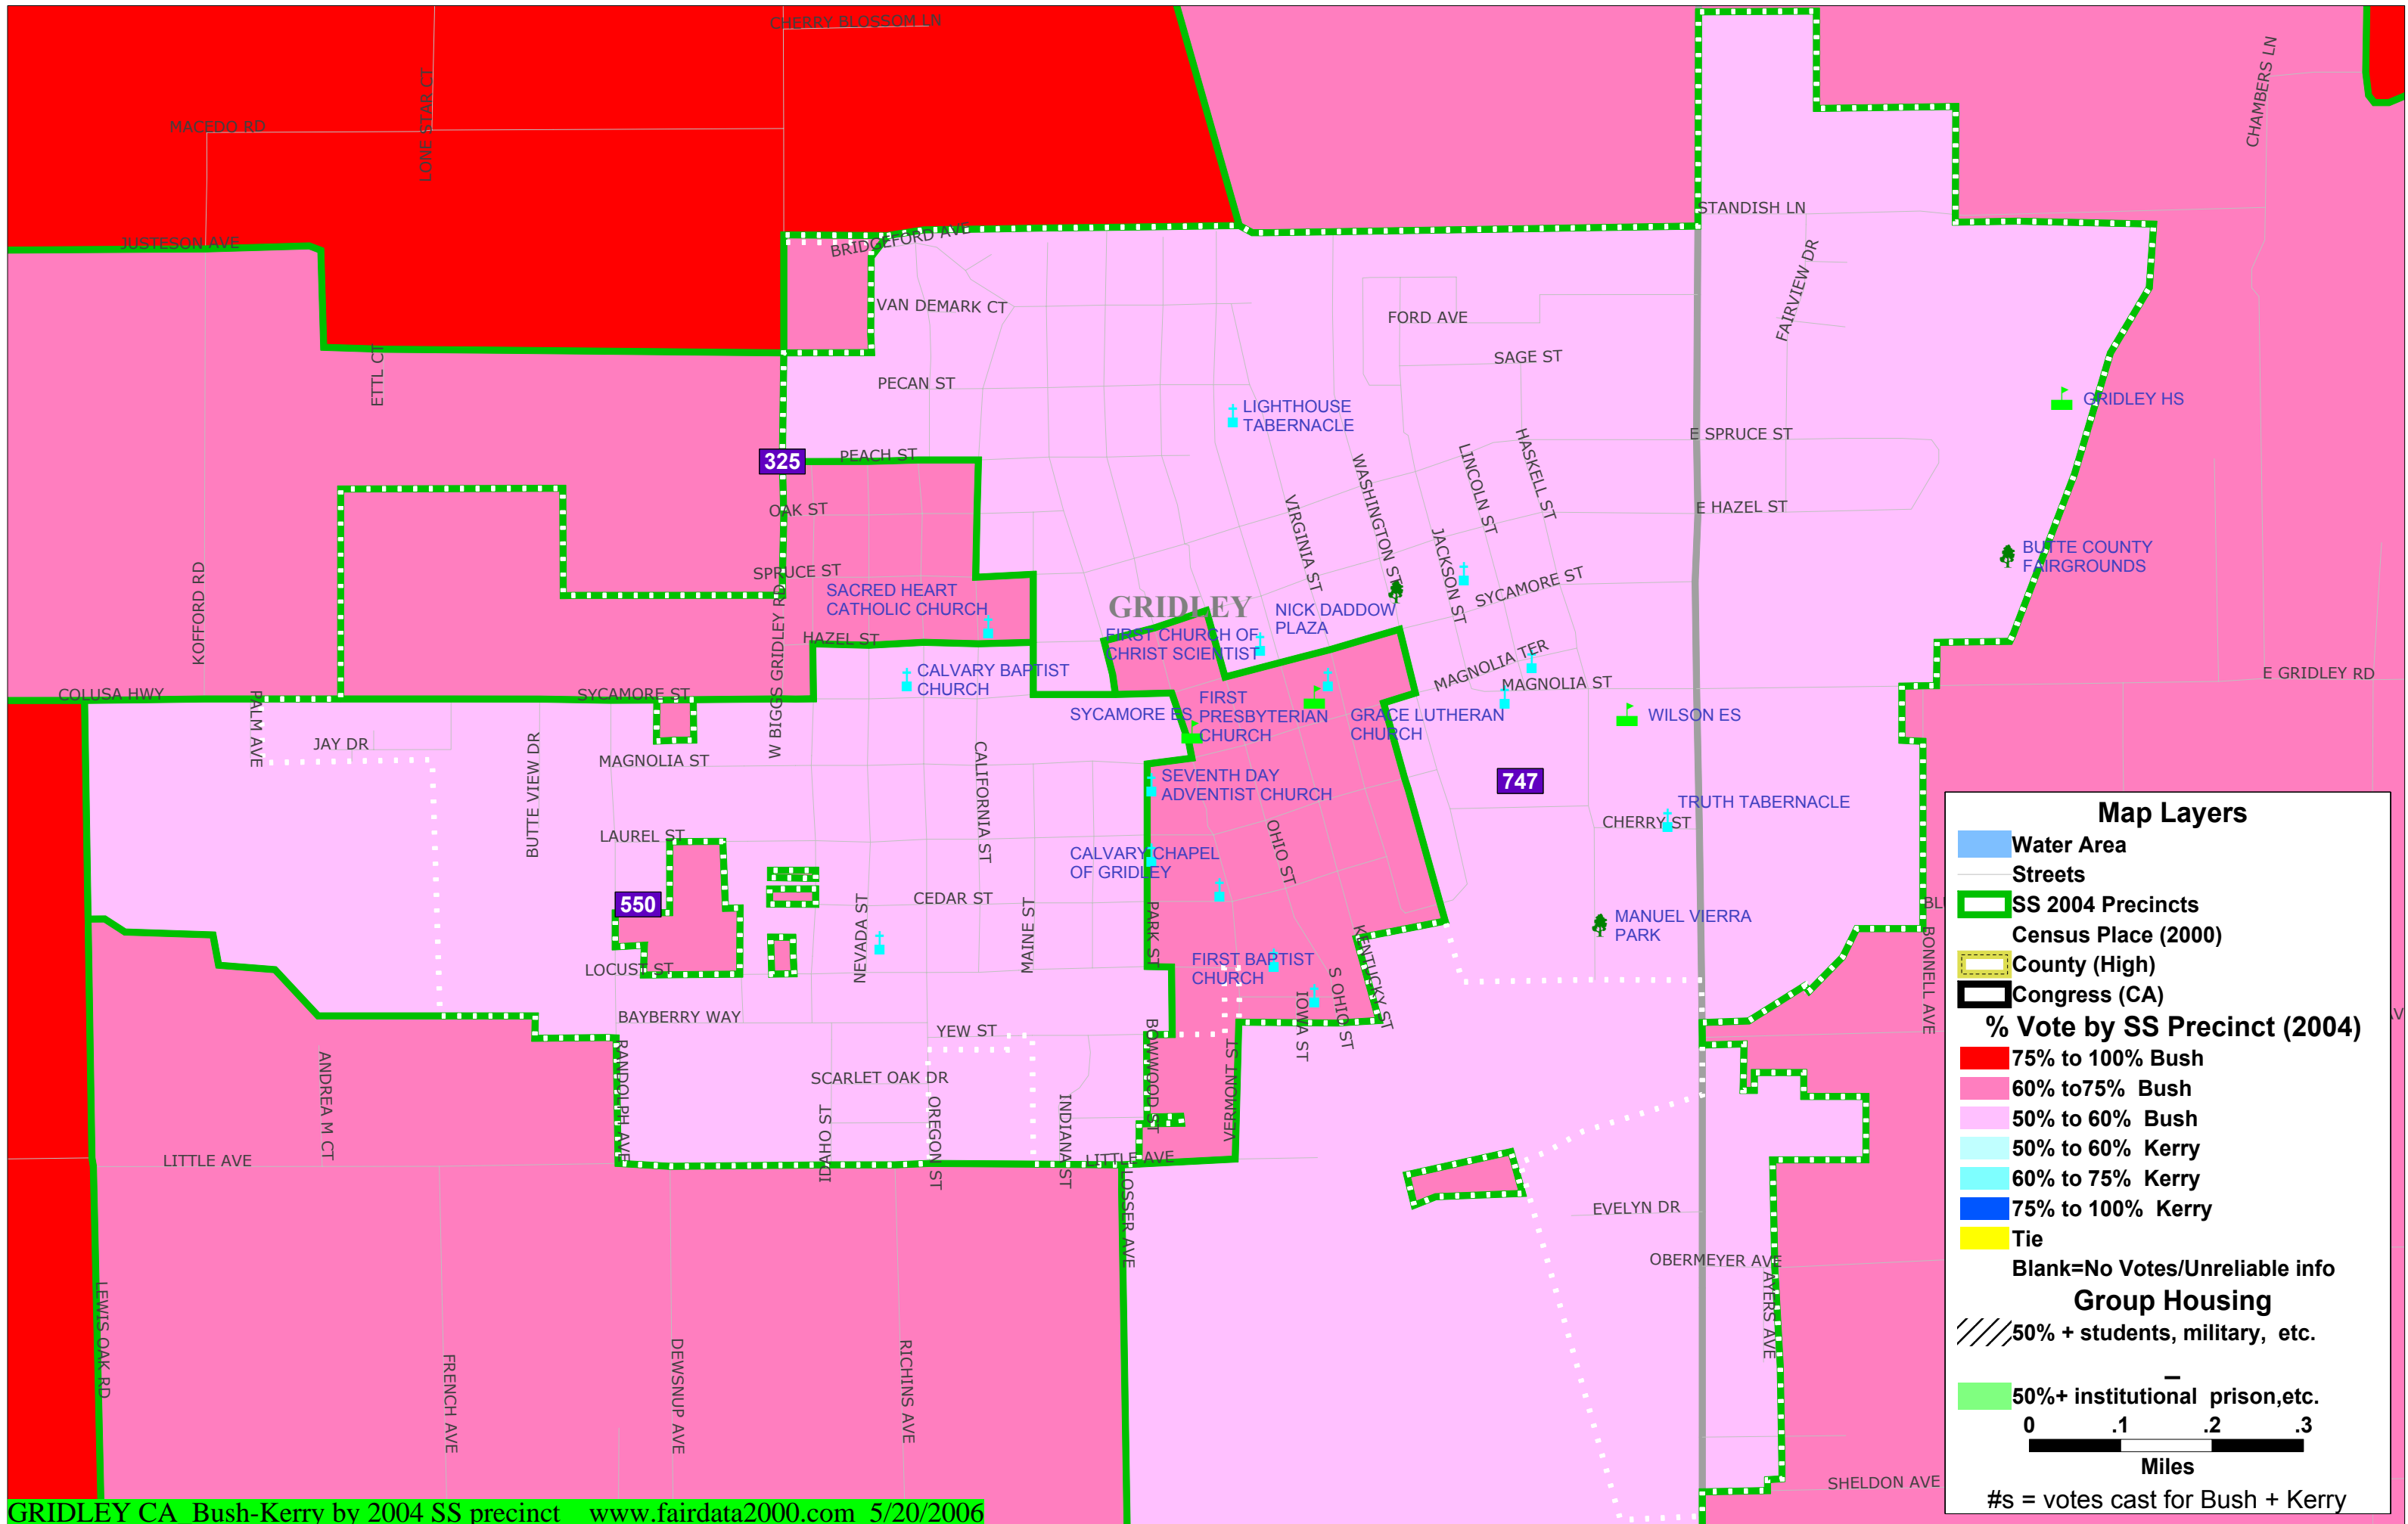 CHERRY BLOSSOM LN
MACEDO RD
LONE STAR CT
CHAMBERS LN
STANDISH LN
JUSTESON AVE
BRIDGEFORD AVE
FAIRVIEW DR
VAN DEMARK CT
FORD AVE
ETTL CT
SAGE ST
PECAN ST
GRIDLEY HS
LIGHTHOUSE
TABERNACLE
E SPRUCE ST
325
PEACH ST
HASKELL ST
LINCOLN ST
WASHINGTON ST
VIRGINIA ST
JACKSON ST
OAK ST
E HAZEL ST
BUTTE COUNTY
FAIRGROUNDS
SPRUCE ST
SACRED HEART
CATHOLIC CHURCH
SYCAMORE ST
GRIDLEY
NICK DADDOW
PLAZA
KOFFORD RD
W BIGGS GRIDLEY RD
HAZEL ST
FIRST CHURCH OF
CHRIST SCIENTIST
MAGNOLIA TER
CALVARY BAPTIST
CHURCH
E GRIDLEY RD
MAGNOLIA ST
COLUSA HWY
SYCAMORE ST
PALM AVE
SYCAMORE ES
FIRST
PRESBYTERIAN
CHURCH
GRACE LUTHERAN
CHURCH
WILSON ES
JAY DR
BUTTE VIEW DR
MAGNOLIA ST
CALIFORNIA ST
SEVENTH DAY
ADVENTIST CHURCH
747
TRUTH TABERNACLE
CHERRY ST
LAUREL ST
OHIO ST
CALVARY CHAPEL
OF GRIDLEY
550
CEDAR ST
NEVADA ST
MAINE ST
PARK ST
MANUEL VIERRA
PARK
BONNELL AVE
KENTUCKY ST
FIRST BAPTIST
CHURCH
LOCUST ST
S OHIO ST
IOWA ST
BAYBERRY WAY
YEW ST
BOWWOOD ST
VERMONT ST
RANDOLPH AVE
ANDREA M CT
SCARLET OAK DR
IDAHO ST
OREGON ST
INDIANA ST
LITTLE AVE
LITTLE AVE
LOSSER AVE
EVELYN DR
OBERMEYER AVE
AYERS AVE
LEWIS OAK RD
FRENCH AVE
DEWSNUP AVE
RICHINS AVE
SHELDON AVE
Map Layers
Water Area
Streets
SS 2004 Precincts
Census Place (2000)
County (High)
Congress (CA)
% Vote by SS Precinct (2004)
75% to 100% Bush
60% to75% Bush
50% to 60% Bush
50% to 60% Kerry
60% to 75% Kerry
75% to 100% Kerry
Tie
Blank=No Votes/Unreliable info
Group Housing
50% + students, military, etc.
50%+ institutional prison,etc.
0 .1 .2 .3
Miles
#s = votes cast for Bush + Kerry
GRIDLEY CA Bush-Kerry by 2004 SS precinct www.fairdata2000.com 5/20/2006